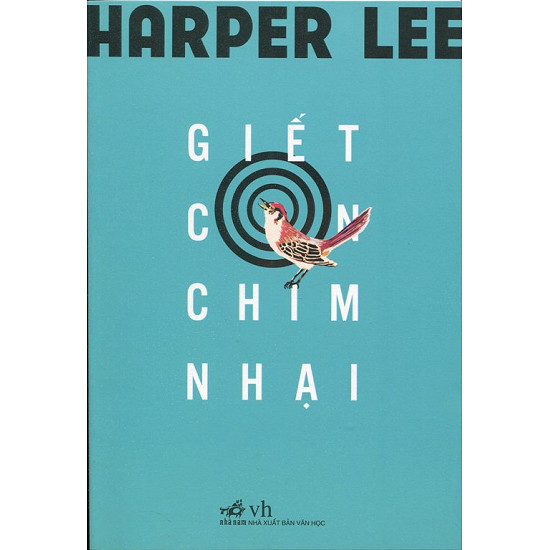 HARPER LEE
GIẾT
CON
CHIM
NHẠI
vh
nhã nam NHÀ XUẤT BẢN VĂN HỌC